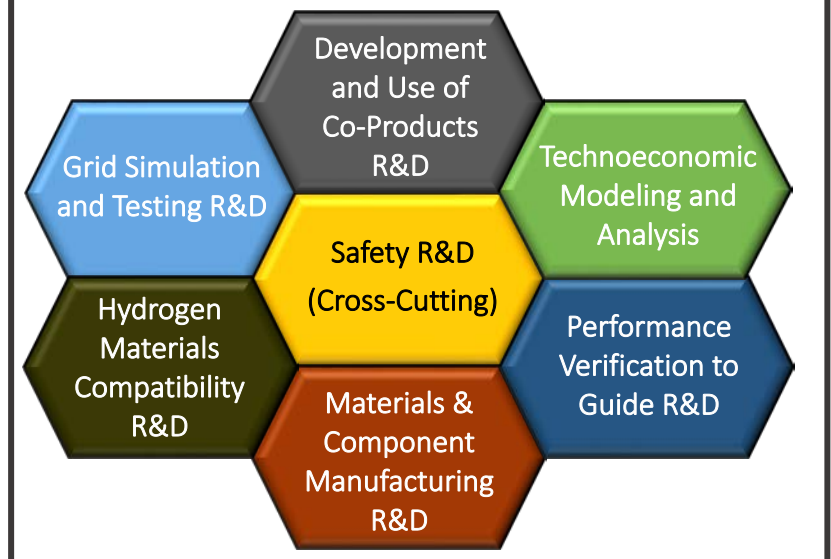 Development
and Use of
Co-Products
R&D
Grid Simulation
and Testing R&D
Technoeconomic
Modeling and
Analysis
Safety R&D
(Cross-Cutting)
Hydrogen
Materials
Compatibility
R&D
Performance
Verification to
Guide R&D
Materials &
Component
Manufacturing
R&D